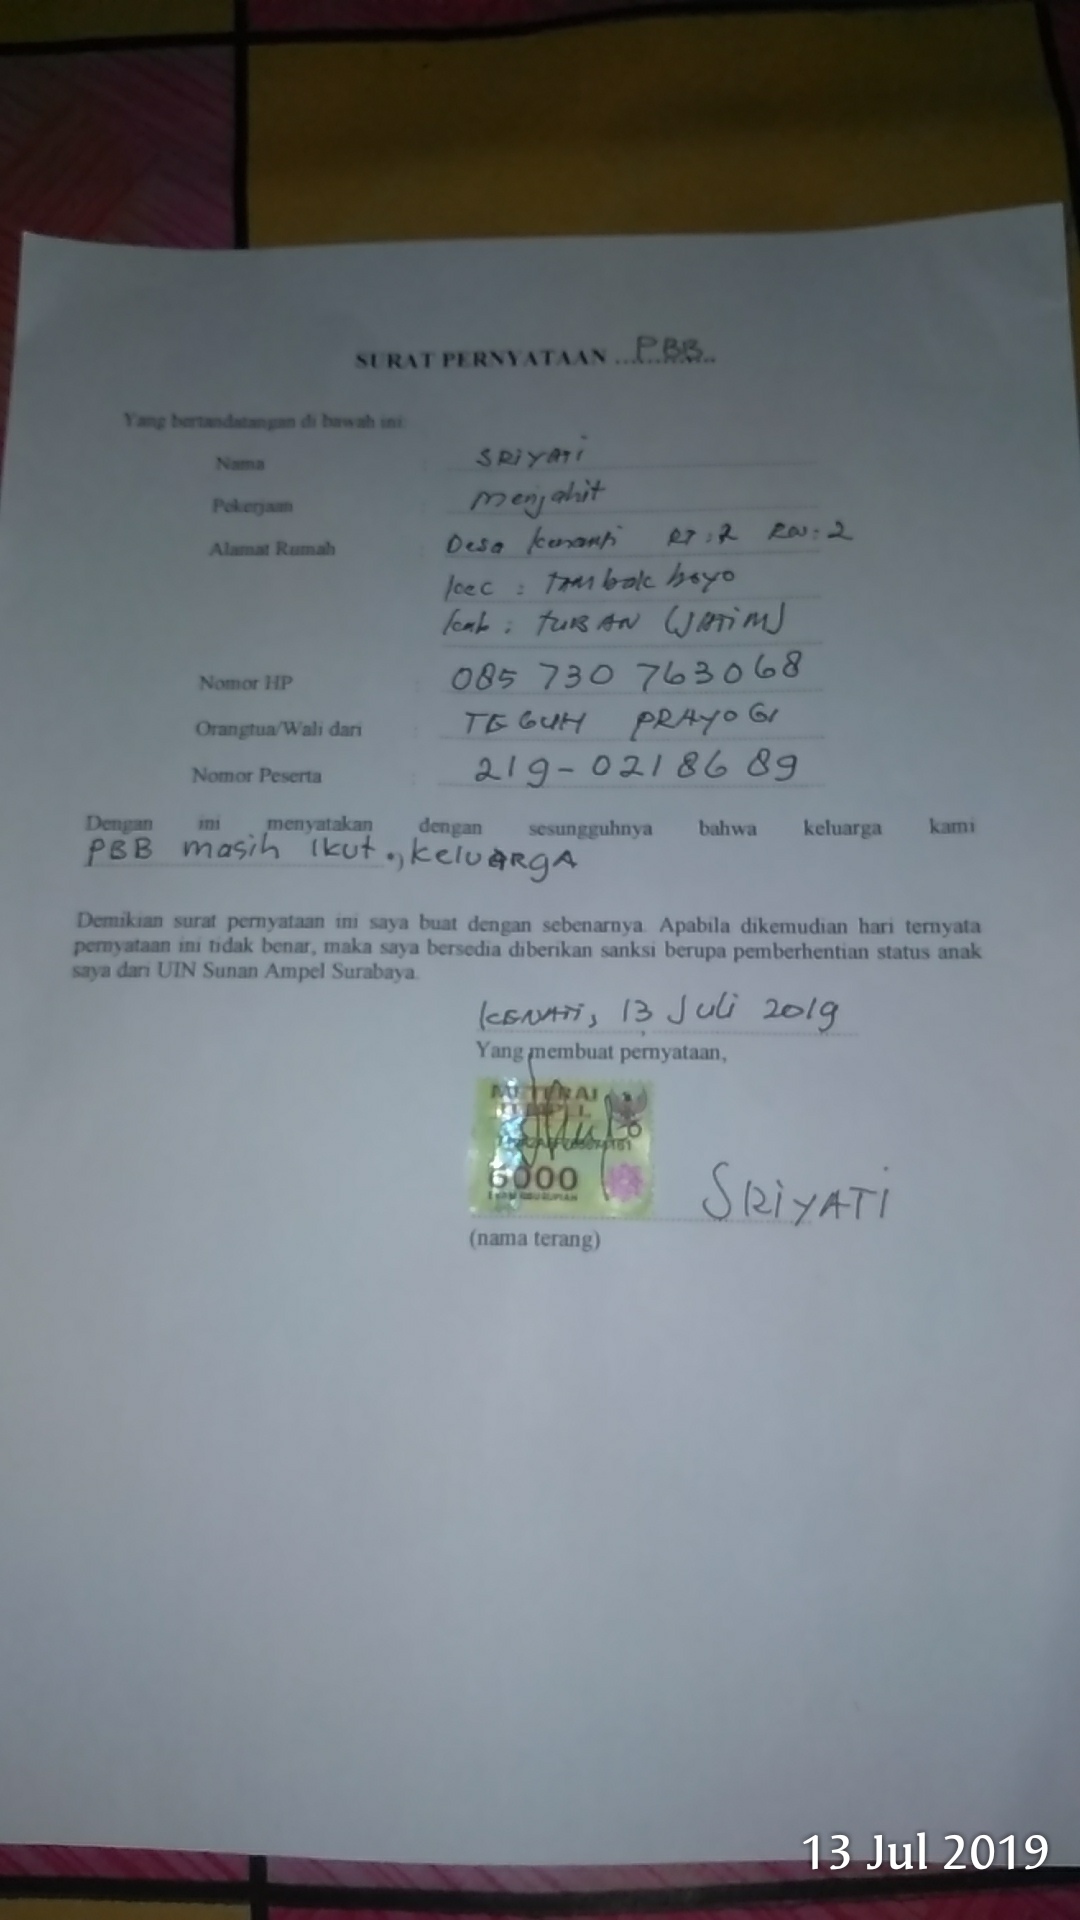 SURAT PERNYATAAN ...PBB...
Yang bertandatangan di bawah ini:
Nama : SRIYATI
Pekerjaan : Menjahit
Alamat Rumah : Desa Kenanti RT : 2 RW : 2
kec : TAMbak boyo
kab : TUBAN (JATIM)
Nomor HP : 085 730 763068
Orangtua/Wali dari : TEGUH PRAYOGI
Nomor Peserta : 219-0218689
Dengan ini menyatakan dengan sesungguhnya bahwa keluarga kami
PBB masih Ikut ., KeluARgA
Demikian surat pernyataan ini saya buat dengan sebenarnya. Apabila dikemudian hari ternyata
pernyataan ini tidak benar, maka saya bersedia diberikan sanksi berupa pemberhentian status anak
saya dari UIN Sunan Ampel Surabaya.
KENATI, 13 Juli 2019
Yang membuat pernyataan,
METERAI
TEMPEL
6000
ENAM RIBU RUPIAH
SRIYATI
(nama terang)
13 Jul 2019